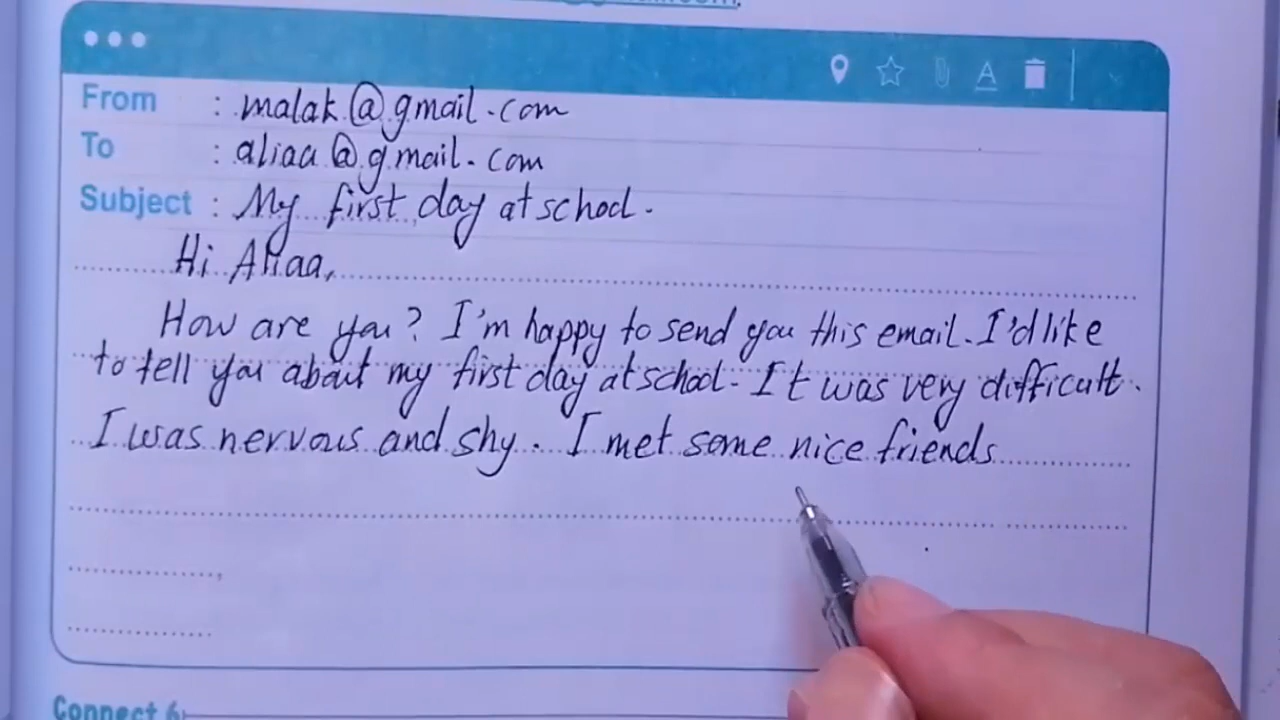 From : malak@gmail.com
To : aliaa@gmail.com
Subject : My first day at school.
Hi Aliaa,
How are you? I'm happy to send you this email. I'd like
to tell you about my first day at school. It was very difficult.
I was nervous and shy. I met some nice friends
Connect 6